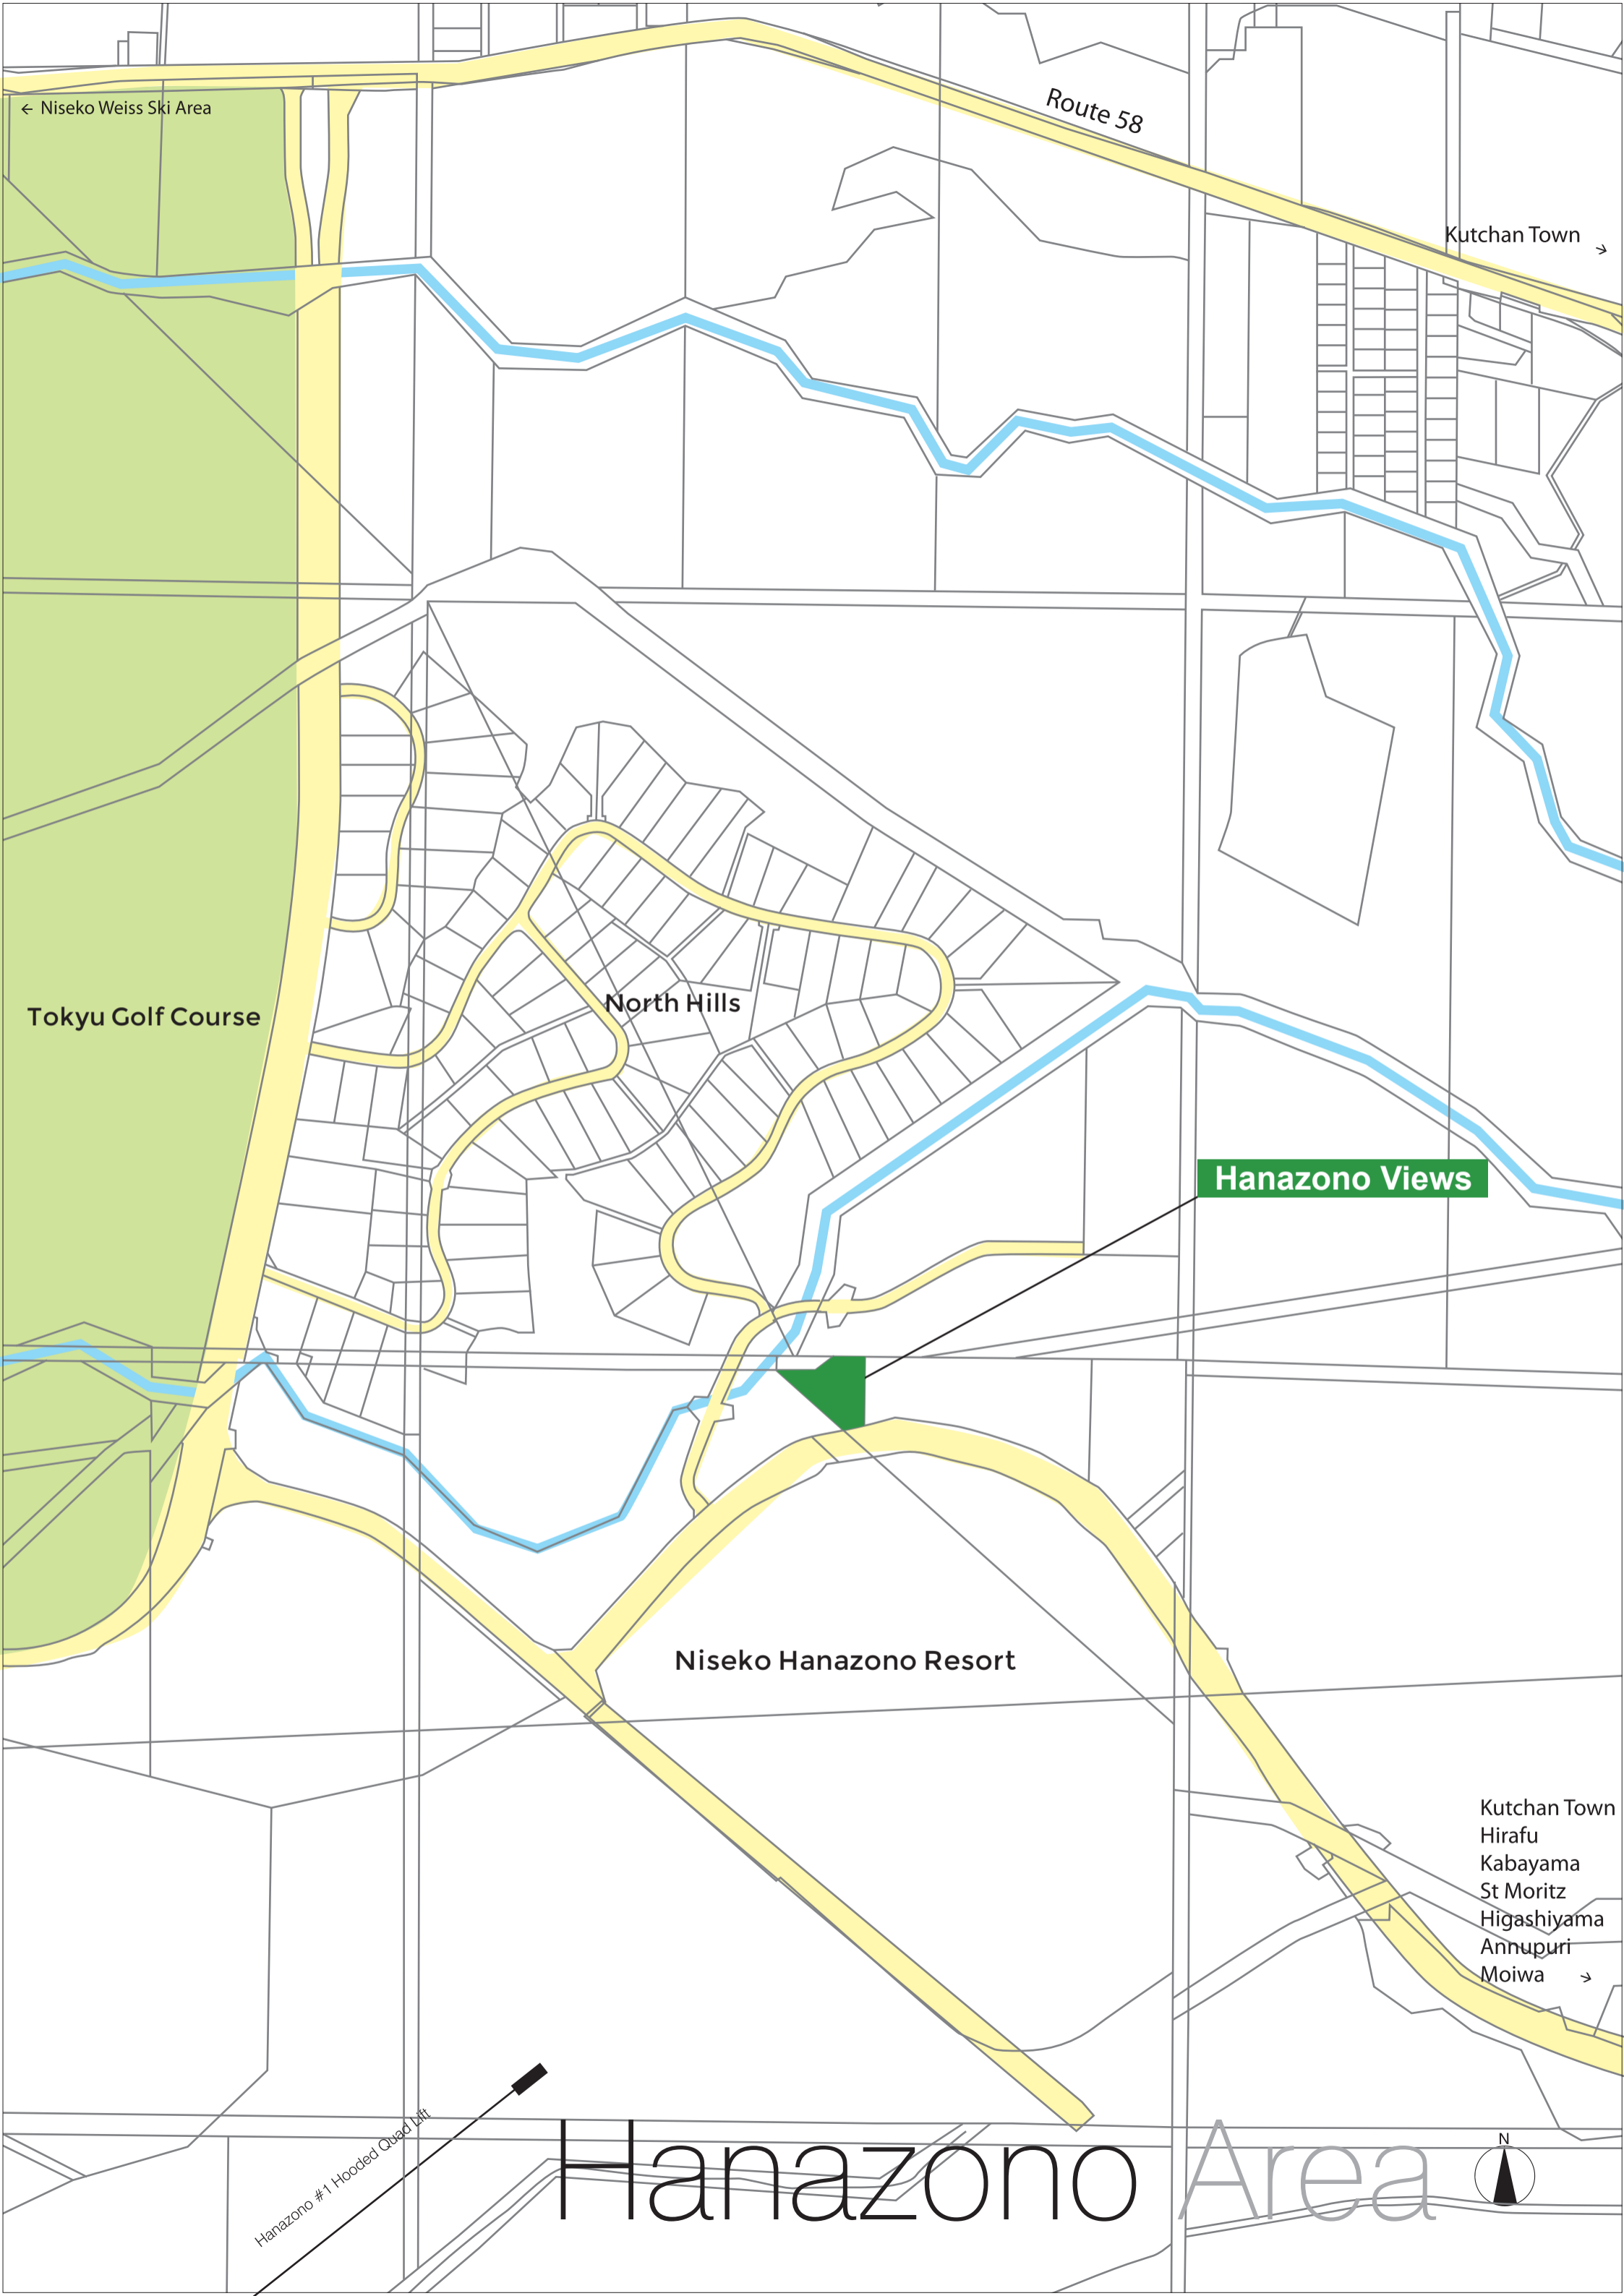 ← Niseko Weiss Ski Area
Route 58
Kutchan Town →
North Hills
Tokyu Golf Course
Hanazono Views
Niseko Hanazono Resort
Kutchan Town
Hirafu
Kabayama
St Moritz
Higashiyama
Annupuri
Moiwa →
Hanazono #1 Hooded Quad Lift
Hanazono Area
N